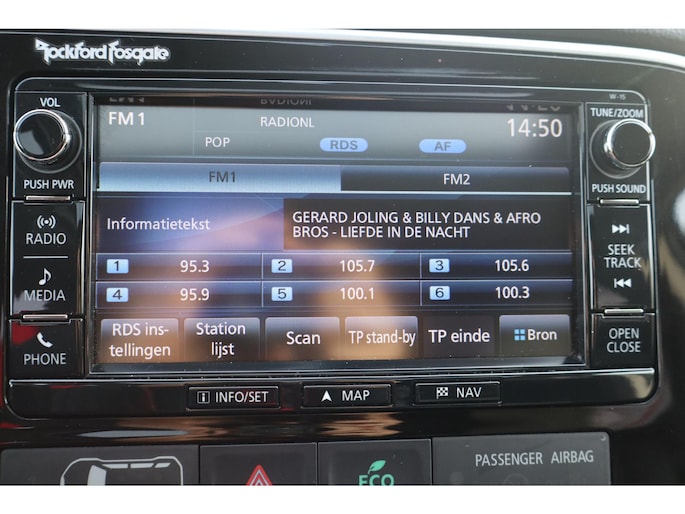 Rockford Fosgate
W-15
VOL
TUNE/ZOOM
FM 1
RADIONL
14:50
POP
RDS
AF
PUSH PWR
PUSH SOUND
FM1
FM2
RADIO
Informatietekst
GERARD JOLING & BILLY DANS & AFRO
BROS - LIEFDE IN DE NACHT
SEEK
TRACK
1 95.3
2 105.7
3 105.6
MEDIA
4 95.9
5 100.1
6 100.3
PHONE
RDS ins-
tellingen
Station
lijst
Scan
TP stand-by
TP einde
Bron
OPEN
CLOSE
i INFO/SET
MAP
NAV
PASSENGER AIRBAG
ECO